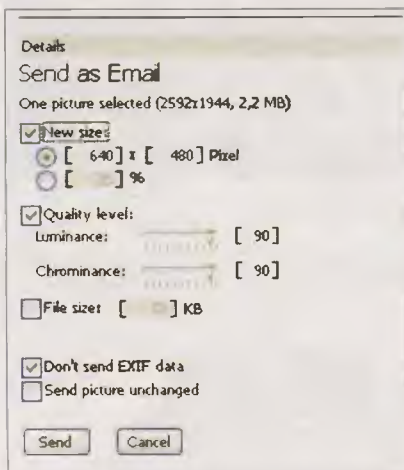 Details
Send as Email
One picture selected (2592x1944, 2,2 MB)
New size:
[ 640] x [ 480] Pixel
[ ] %
Quality level:
Luminance: [ 90]
Chrominance: [ 90]
File size: [ ] KB
Don't send EXIF data
Send picture unchanged
Send Cancel